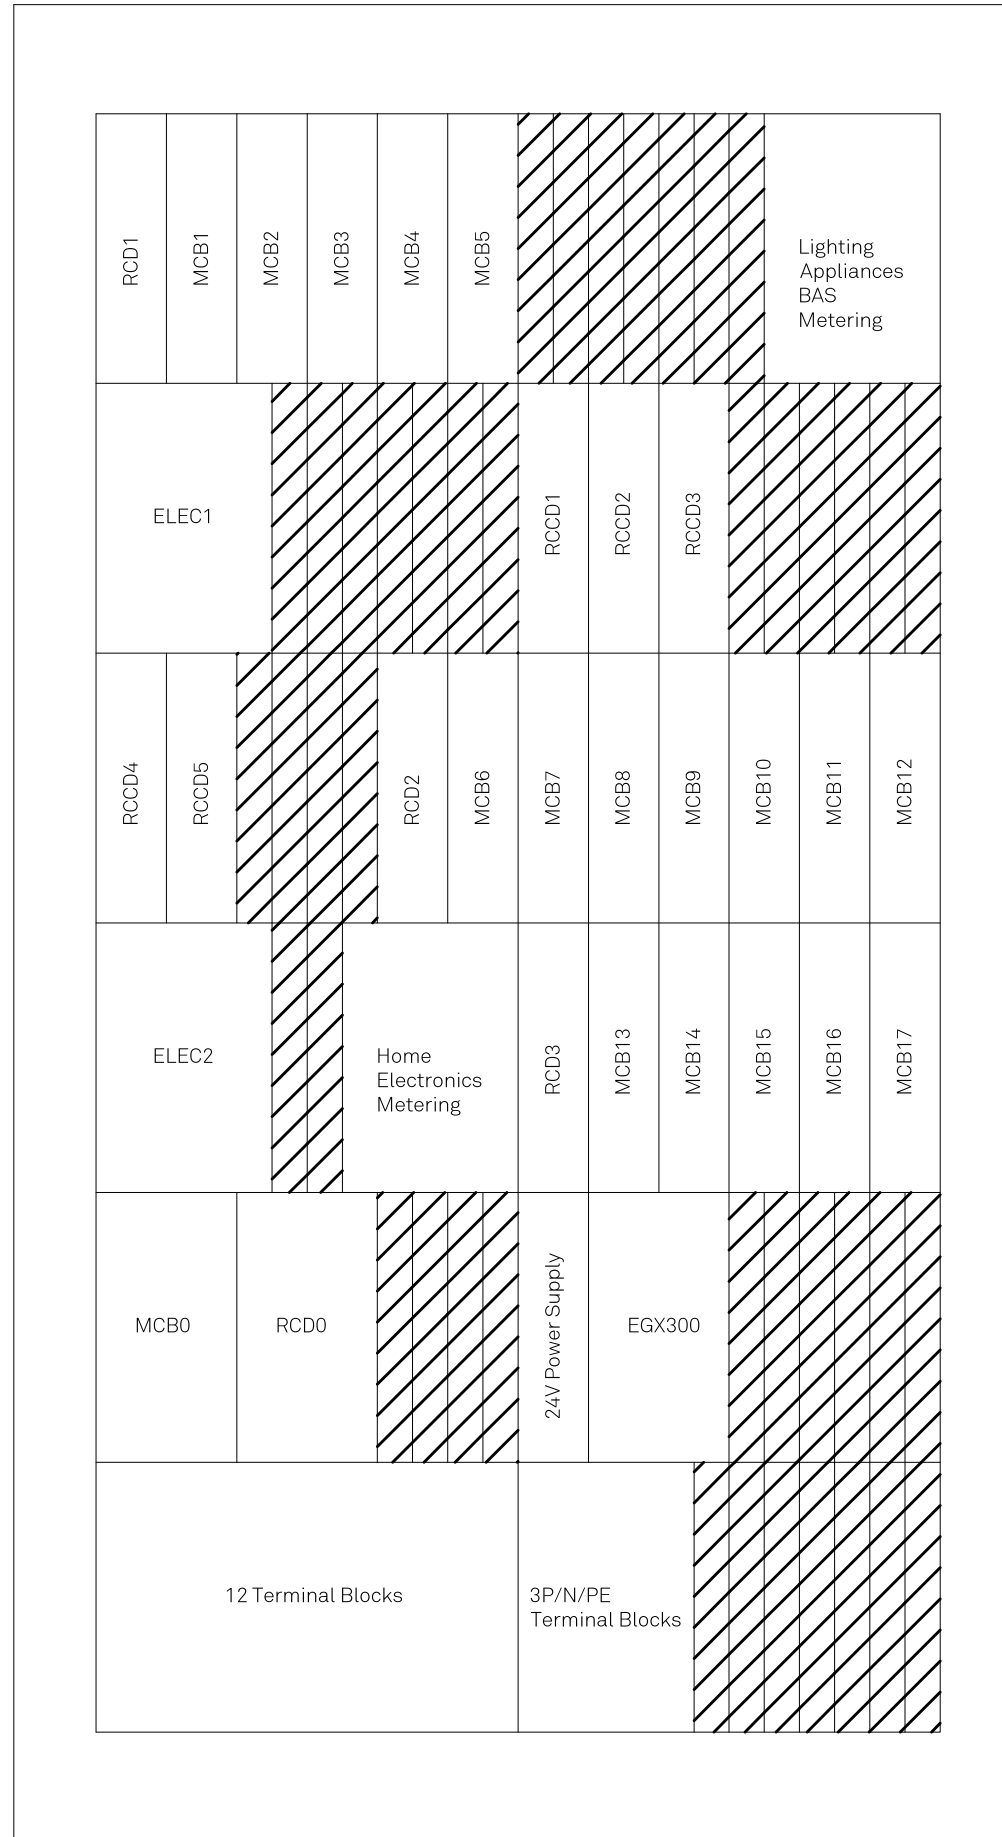 RCD1
MCB1
MCB2
MCB3
MCB4
MCB5
Lighting
Appliances
BAS
Metering
ELEC1
RCCD1
RCCD2
RCCD3
RCCD4
RCCD5
RCD2
MCB6
MCB7
MCB8
MCB9
MCB10
MCB11
MCB12
ELEC2
Home
Electronics
Metering
RCD3
MCB13
MCB14
MCB15
MCB16
MCB17
MCB0
RCD0
24V Power Supply
EGX300
12 Terminal Blocks
3P/N/PE
Terminal Blocks